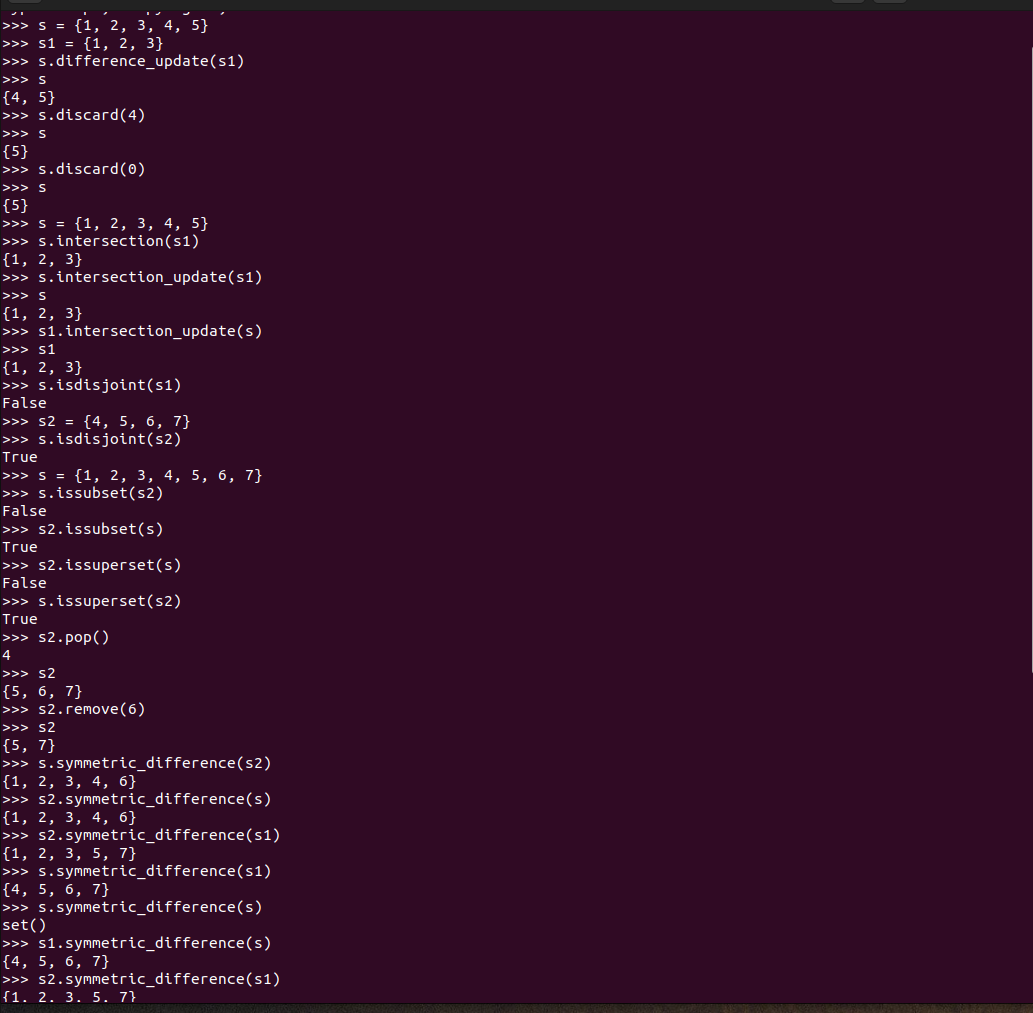 >>> s = {1, 2, 3, 4, 5}
>>> s1 = {1, 2, 3}
>>> s.difference_update(s1)
>>> s
{4, 5}
>>> s.discard(4)
>>> s
{5}
>>> s.discard(0)
>>> s
{5}
>>> s = {1, 2, 3, 4, 5}
>>> s.intersection(s1)
{1, 2, 3}
>>> s.intersection_update(s1)
>>> s
{1, 2, 3}
>>> s1.intersection_update(s)
>>> s1
{1, 2, 3}
>>> s.isdisjoint(s1)
False
>>> s2 = {4, 5, 6, 7}
>>> s.isdisjoint(s2)
True
>>> s = {1, 2, 3, 4, 5, 6, 7}
>>> s.issubset(s2)
False
>>> s2.issubset(s)
True
>>> s2.issuperset(s)
False
>>> s.issuperset(s2)
True
>>> s2.pop()
4
>>> s2
{5, 6, 7}
>>> s2.remove(6)
>>> s2
{5, 7}
>>> s.symmetric_difference(s2)
{1, 2, 3, 4, 6}
>>> s2.symmetric_difference(s)
{1, 2, 3, 4, 6}
>>> s2.symmetric_difference(s1)
{1, 2, 3, 5, 7}
>>> s.symmetric_difference(s1)
{4, 5, 6, 7}
>>> s.symmetric_difference(s)
set()
>>> s1.symmetric_difference(s)
{4, 5, 6, 7}
>>> s2.symmetric_difference(s1)
{1, 2, 3, 5, 7}